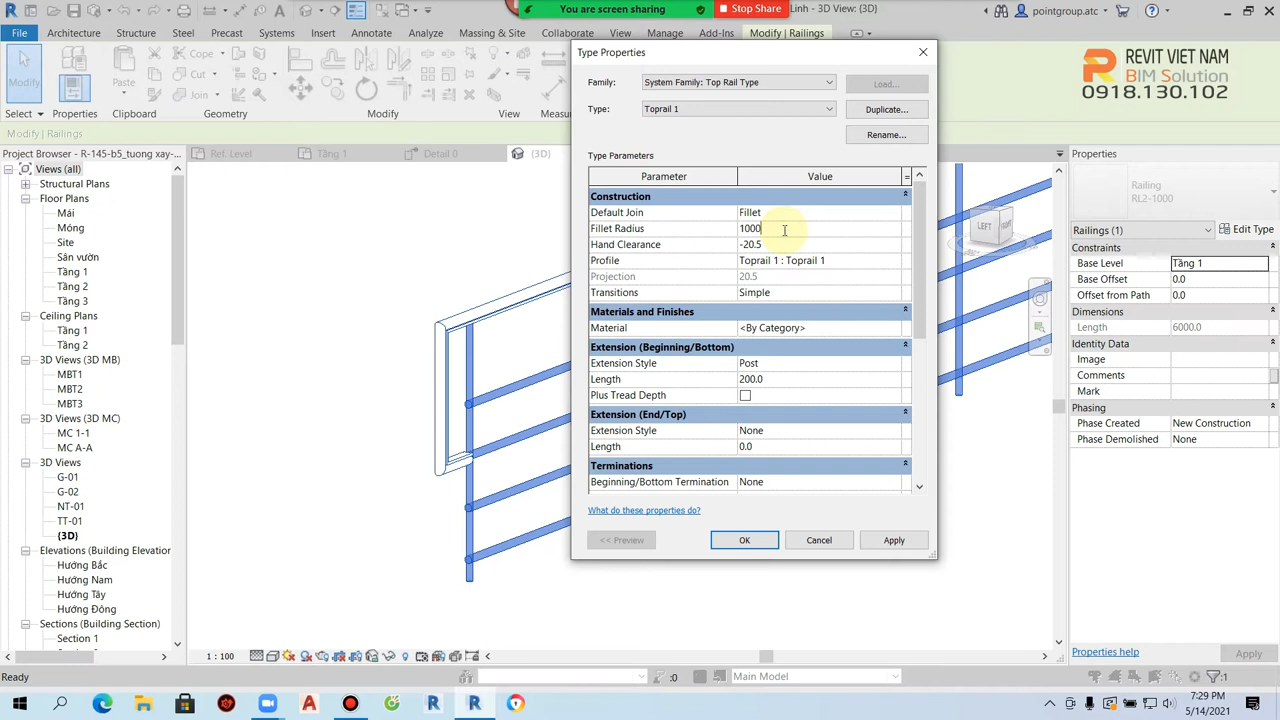 You are screen sharing
Stop Share
Linh - 3D View: {3D}
pointgroup.atc
File
Architecture
Structure
Steel
Precast
Systems
Insert
Annotate
Analyze
Massing & Site
Collaborate
View
Manage
Add-Ins
Modify | Railings
Modify
Paste
Cope
Cut
Join
Select
Properties
Clipboard
Geometry
Modify
View
REVIT VIET NAM
BIM Solution
0918.130.102
Modify | Railings
Project Browser - R-145-b5_tuong xay-...
Ref. Level
Tầng 1
Detail 0
{3D}
Properties
Views (all)
Structural Plans
Floor Plans
Mái
Móng
Site
Sân vườn
Tầng 1
Tầng 2
Tầng 3
Ceiling Plans
Tầng 1
Tầng 2
3D Views (3D MB)
MBT1
MBT2
MBT3
3D Views (3D MC)
MC 1-1
MC A-A
3D Views
G-01
G-02
NT-01
TT-01
{3D}
Elevations (Building Elevation
Hướng Bắc
Hướng Nam
Hướng Tây
Hướng Đông
Sections (Building Section)
Section 1
Type Properties
Family: System Family: Top Rail Type Load...
Type: Toprail 1 Duplicate...
Rename...
Type Parameters
Parameter Value =
Construction
Default Join Fillet
Fillet Radius 1000
Hand Clearance -20.5
Profile Toprail 1 : Toprail 1
Projection 20.5
Transitions Simple
Materials and Finishes
Material <By Category>
Extension (Beginning/Bottom)
Extension Style Post
Length 200.0
Plus Tread Depth
Extension (End/Top)
Extension Style None
Length 0.0
Terminations
Beginning/Bottom Termination None
What do these properties do?
<< Preview OK Cancel Apply
LEFT
Railing
RL2-1000
Railings (1) Edit Type
Constraints
Base Level Tầng 1
Base Offset 0.0
Offset from Path 0.0
Dimensions
Length 6000.0
Identity Data
Image
Comments
Mark
Phasing
Phase Created New Construction
Phase Demolished None
Properties help Apply
1 : 100
Ready
:0
Main Model
:1
7:29 PM
5/14/2021